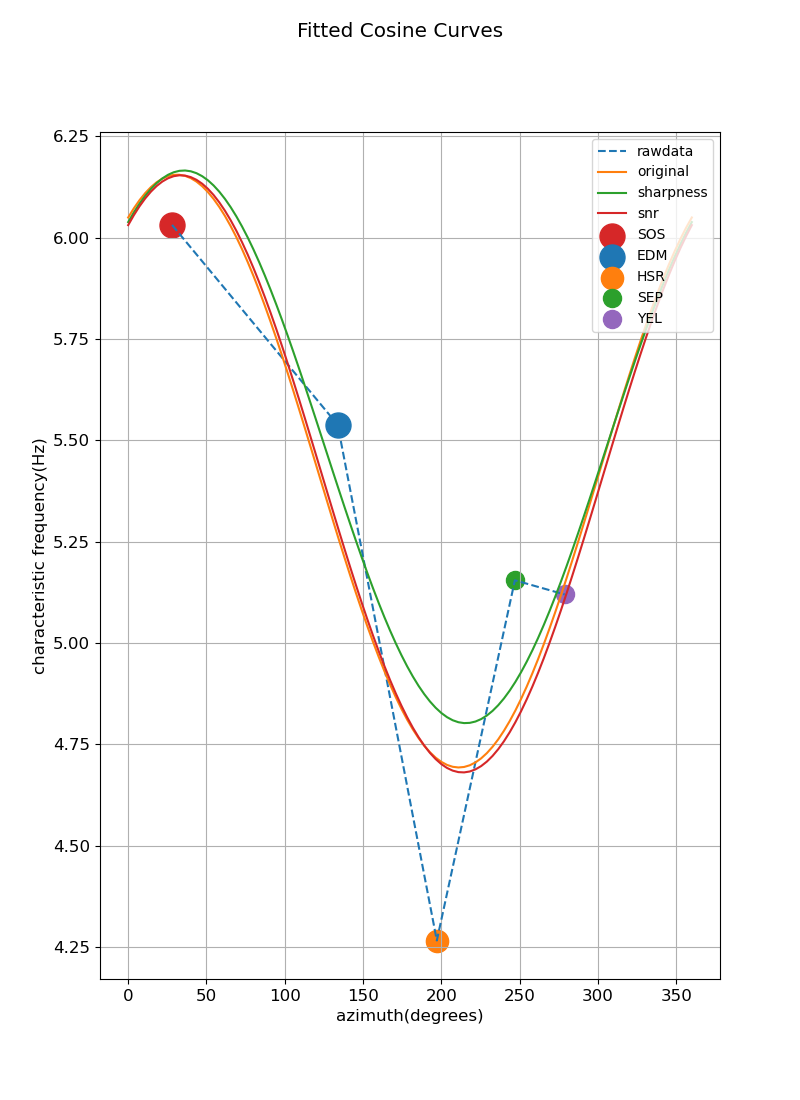 Fitted Cosine Curves
6.25
6.00
5.75
5.50
5.25
5.00
4.75
4.50
4.25
characteristic frequency(Hz)
rawdata
original
sharpness
snr
SOS
EDM
HSR
SEP
YEL
0 50 100 150 200 250 300 350
azimuth(degrees)